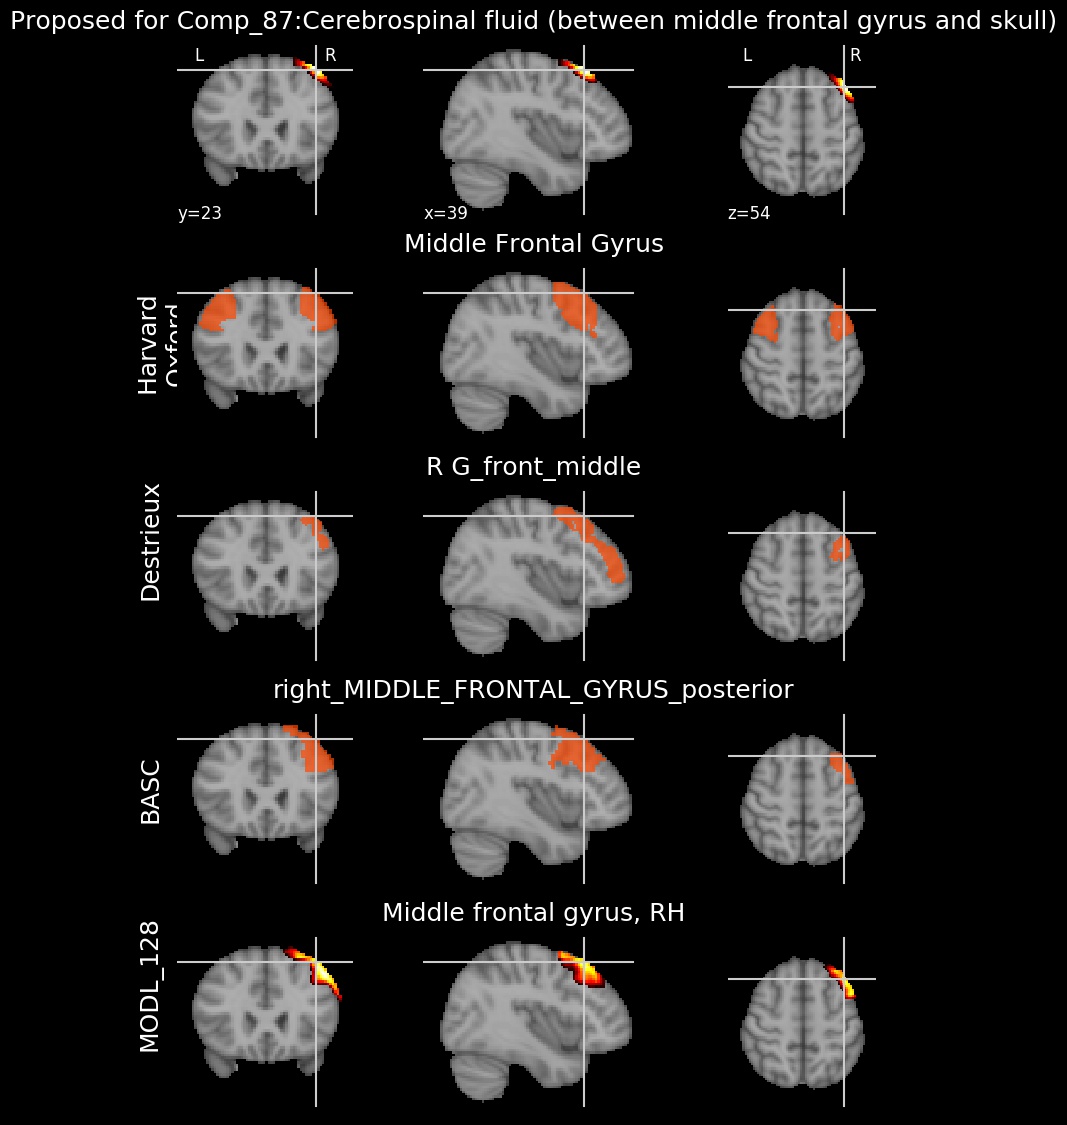 Proposed for Comp_87:Cerebrospinal fluid (between middle frontal gyrus and skull)
L R L R
y=23 x=39 z=54
Middle Frontal Gyrus
Harvard
Oxford
R G_front_middle
Destrieux
right_MIDDLE_FRONTAL_GYRUS_posterior
BASC
Middle frontal gyrus, RH
MODL_128